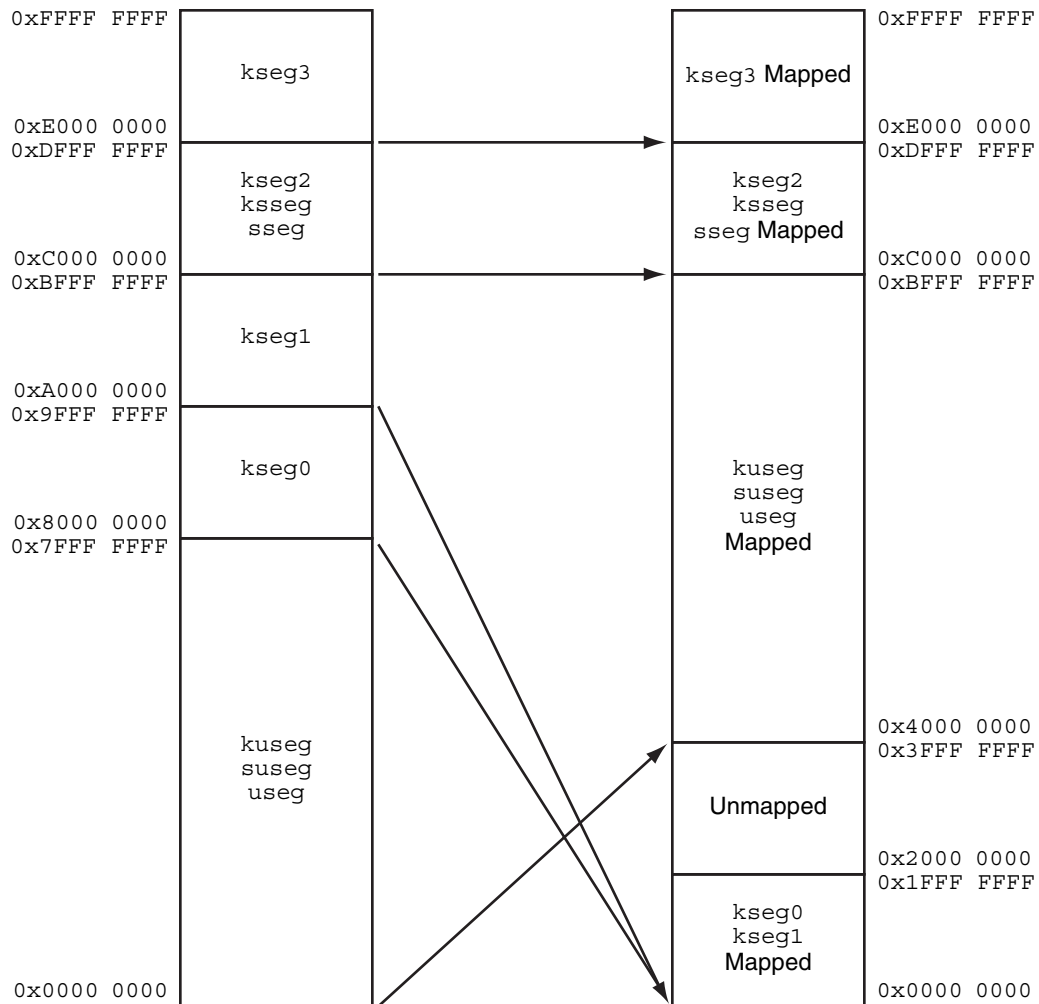 0xFFFF FFFF
kseg3
0xE000 0000
0xDFFF FFFF
kseg2
ksseg
sseg
0xC000 0000
0xBFFF FFFF
kseg1
0xA000 0000
0x9FFF FFFF
kseg0
0x8000 0000
0x7FFF FFFF
kuseg
suseg
useg
0x0000 0000
0xFFFF FFFF
kseg3 Mapped
0xE000 0000
0xDFFF FFFF
kseg2
ksseg
sseg Mapped
0xC000 0000
0xBFFF FFFF
kuseg
suseg
useg
Mapped
0x4000 0000
0x3FFF FFFF
Unmapped
0x2000 0000
0x1FFF FFFF
kseg0
kseg1
Mapped
0x0000 0000